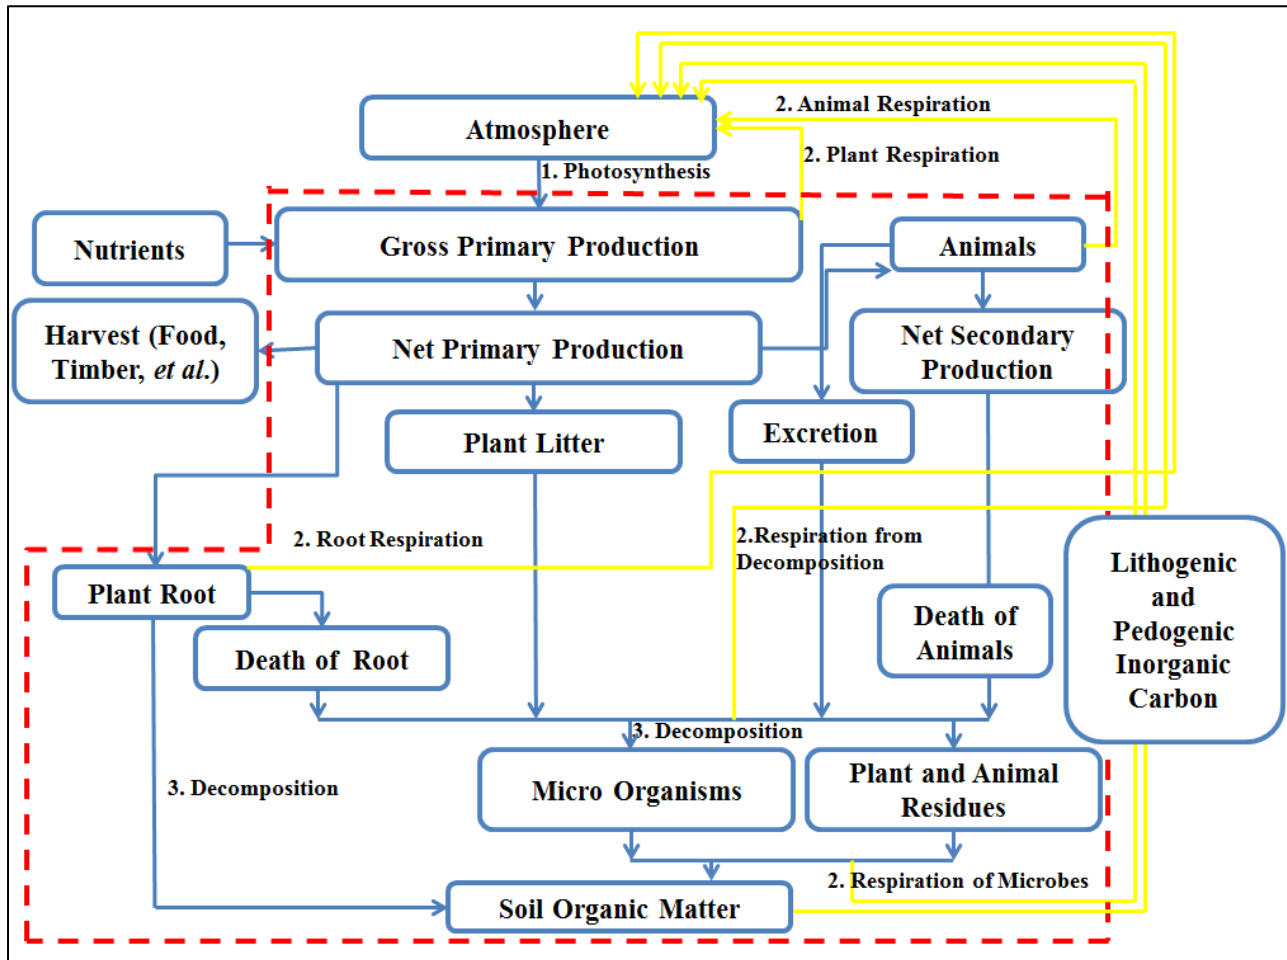 2. Animal Respiration
Atmosphere
2. Plant Respiration
1. Photosynthesis
Nutrients
Gross Primary Production
Animals
Harvest (Food,
Timber, et al.)
Net Primary Production
Net Secondary
Production
Plant Litter
Excretion
2. Root Respiration
2.Respiration from
Decomposition
Lithogenic
and
Pedogenic
Inorganic
Carbon
Plant Root
Death of Root
Death of
Animals
3. Decomposition
3. Decomposition
Micro Organisms
Plant and Animal
Residues
2. Respiration of Microbes
Soil Organic Matter